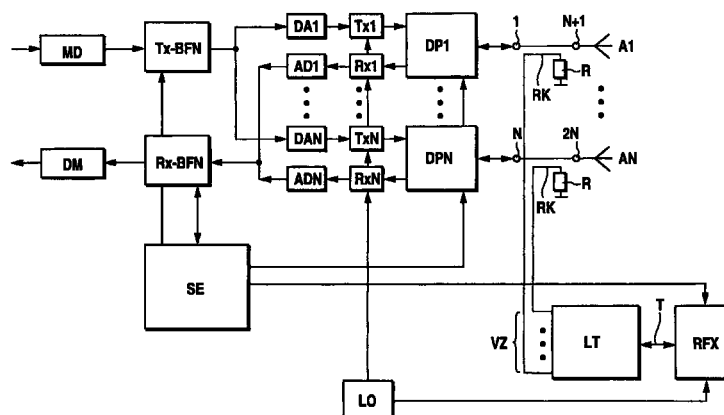 MD
Tx-BFN
DA1
Tx1
DP1
1
N+1
A1
AD1
Rx1
RK
R
DM
Rx-BFN
DAN
TxN
DPN
N
2N
AN
ADN
RxN
RK
R
SE
VZ
LT
T
RFX
LO